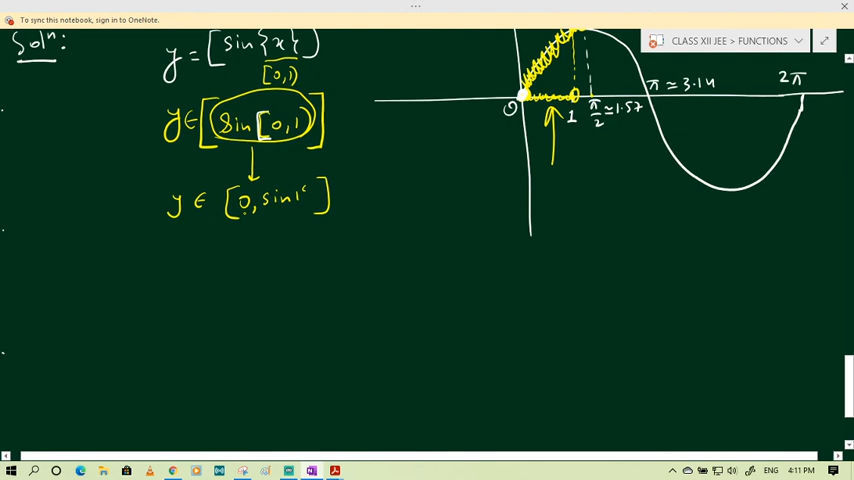 ...
To sync this notebook, sign in to OneNote.
Solⁿ:
y = [sin{x}]
[0,1)
y ∈ [Sin[0,1)]
y ∈ [0, sin1ᶜ]
CLASS XII JEE > FUNCTIONS
0
1
π/2 ≃ 1.57
π ≃ 3.14
2π
ENG
4:11 PM